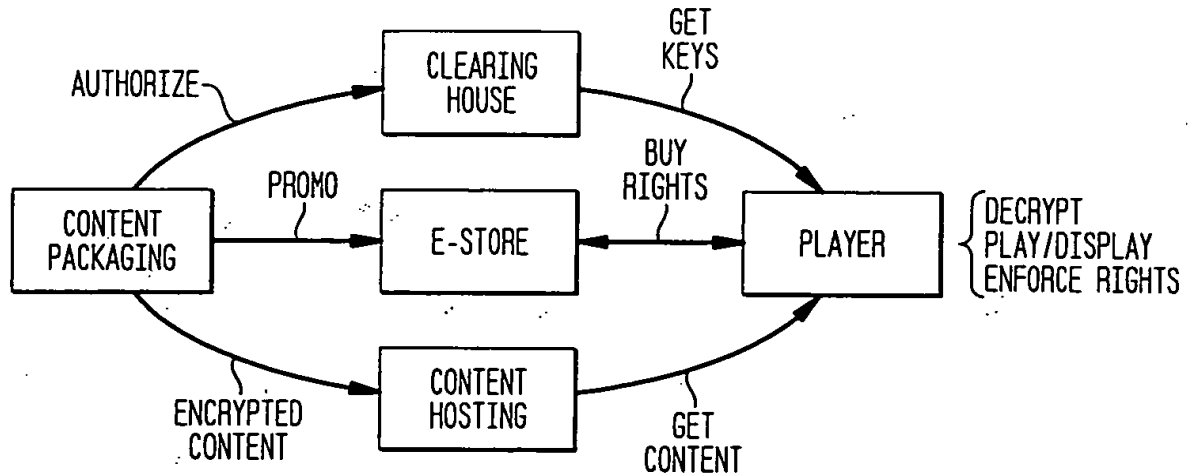 AUTHORIZE
CLEARING
HOUSE
GET
KEYS
CONTENT
PACKAGING
PROMO
E-STORE
BUY
RIGHTS
PLAYER
DECRYPT
PLAY/DISPLAY
ENFORCE RIGHTS
ENCRYPTED
CONTENT
CONTENT
HOSTING
GET
CONTENT